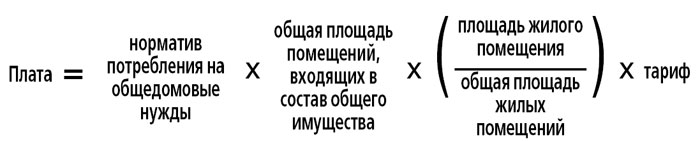 Плата = норматив потребления на общедомовые нужды x общая площадь помещений, входящих в состав общего имущества x ( площадь жилого помещения / общая площадь жилых помещений ) x тариф